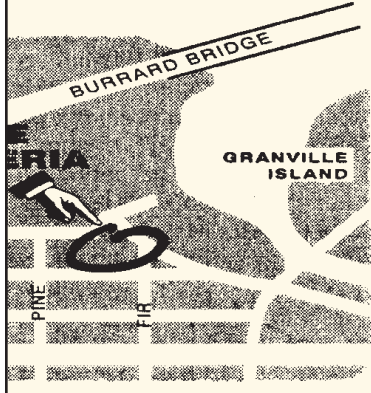 BURRARD BRIDGE
E
ERIA
GRANVILLE
ISLAND
PINE
FIR